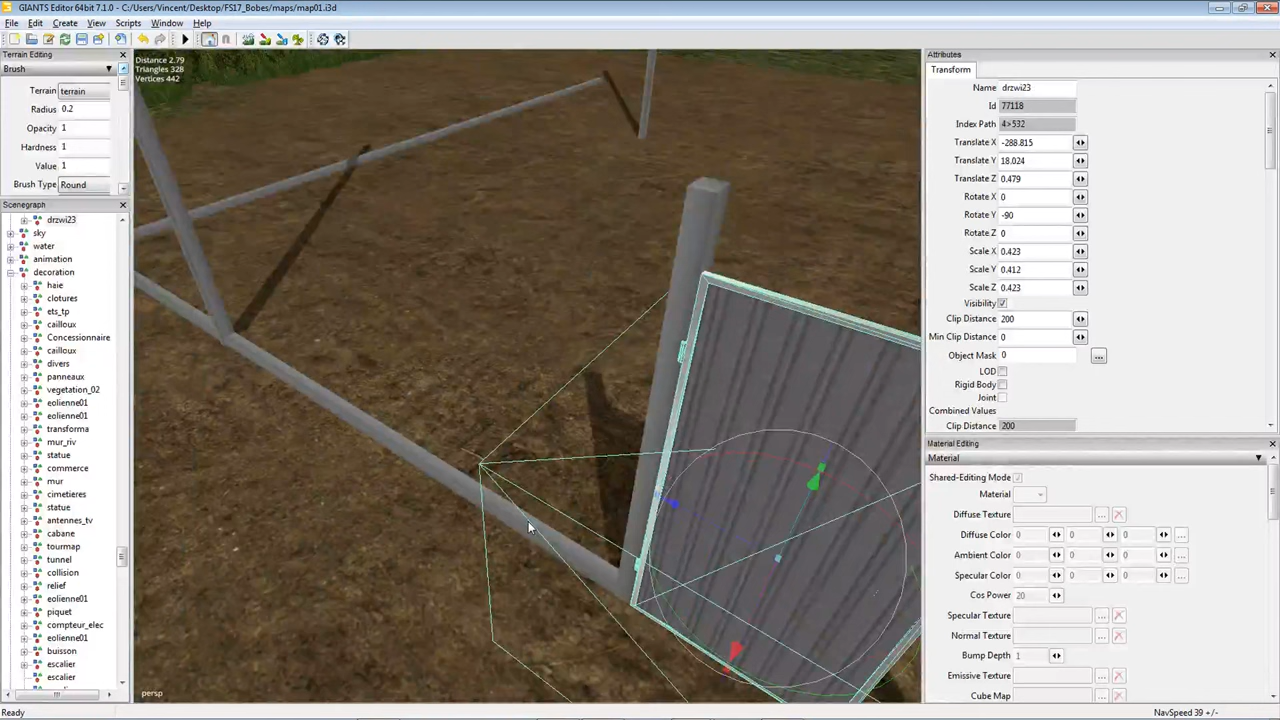 GIANTS Editor 64bit 7.1.0 - C:/Users/Vincent/Desktop/FS17_Bobes/maps/map01.i3d
File Edit Create View Scripts Window Help
Terrain Editing
Brush
Terrain terrain
Radius 0.2
Opacity 1
Hardness 1
Value 1
Brush Type Round
Scenegraph
drzwi23
sky
water
animation
decoration
haie
clotures
ets_tp
cailloux
Concessionnaire
cailloux
divers
panneaux
vegetation_02
eolienne01
eolienne01
transforma
mur_riv
statue
commerce
mur
cimetieres
statue
antennes_tv
cabane
tourmap
tunnel
collision
relief
eolienne01
piquet
compteur_elec
eolienne01
buisson
escalier
escalier
Distance 2.79
Triangles 328
Vertices 442
persp
Attributes
Transform
Name drzwi23
Id 77118
Index Path 4>532
Translate X -288.815
Translate Y 18.024
Translate Z 0.479
Rotate X 0
Rotate Y -90
Rotate Z 0
Scale X 0.423
Scale Y 0.412
Scale Z 0.423
Visibility
Clip Distance 200
Min Clip Distance 0
Object Mask 0 ...
LOD
Rigid Body
Joint
Combined Values
Clip Distance 200
Material Editing
Material
Shared-Editing Mode
Material
Diffuse Texture ...
Diffuse Color 0 0 0 ...
Ambient Color 0 0 0 ...
Specular Color 0 0 0 ...
Cos Power 20
Specular Texture ...
Normal Texture ...
Bump Depth 1
Emissive Texture ...
Cube Map ...
Ready
NavSpeed 39 +/-